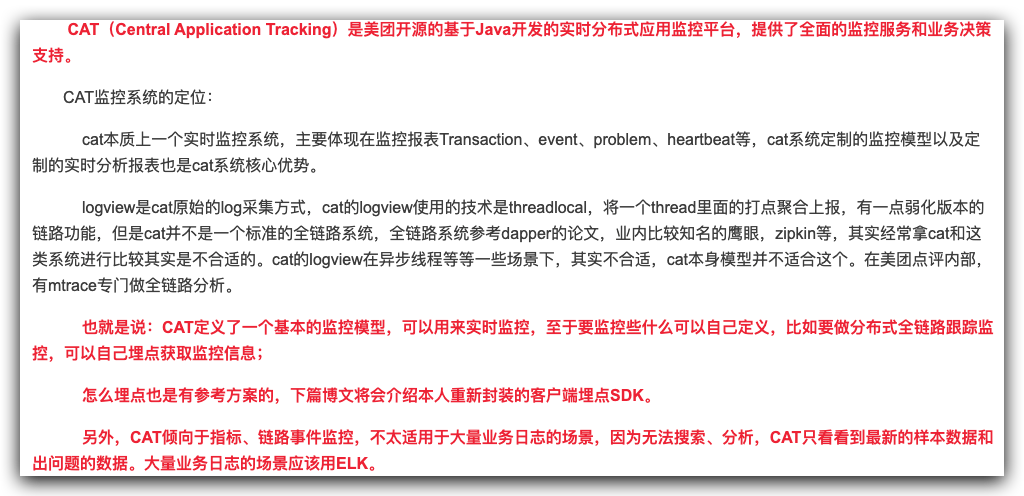 CAT（Central Application Tracking）是美团开源的基于Java开发的实时分布式应用监控平台，提供了全面的监控服务和业务决策
支持。
CAT监控系统的定位：
cat本质上一个实时监控系统，主要体现在监控报表Transaction、event、problem、heartbeat等，cat系统定制的监控模型以及定
制的实时分析报表也是cat系统核心优势。
logview是cat原始的log采集方式，cat的logview使用的技术是threadlocal，将一个thread里面的打点聚合上报，有一点弱化版本的
链路功能，但是cat并不是一个标准的全链路系统，全链路系统参考dapper的论文，业内比较知名的鹰眼，zipkin等，其实经常拿cat和这
类系统进行比较其实是不合适的。cat的logview在异步线程等等一些场景下，其实不合适，cat本身模型并不适合这个。在美团点评内部，
有mtrace专门做全链路分析。
也就是说：CAT定义了一个基本的监控模型，可以用来实时监控，至于要监控些什么可以自己定义，比如要做分布式全链路跟踪监
控，可以自己埋点获取监控信息；
怎么埋点也是有参考方案的，下篇博文将会介绍本人重新封装的客户端埋点SDK。
另外，CAT倾向于指标、链路事件监控，不太适用于大量业务日志的场景，因为无法搜索、分析，CAT只看看到最新的样本数据和
出问题的数据。大量业务日志的场景应该用ELK。